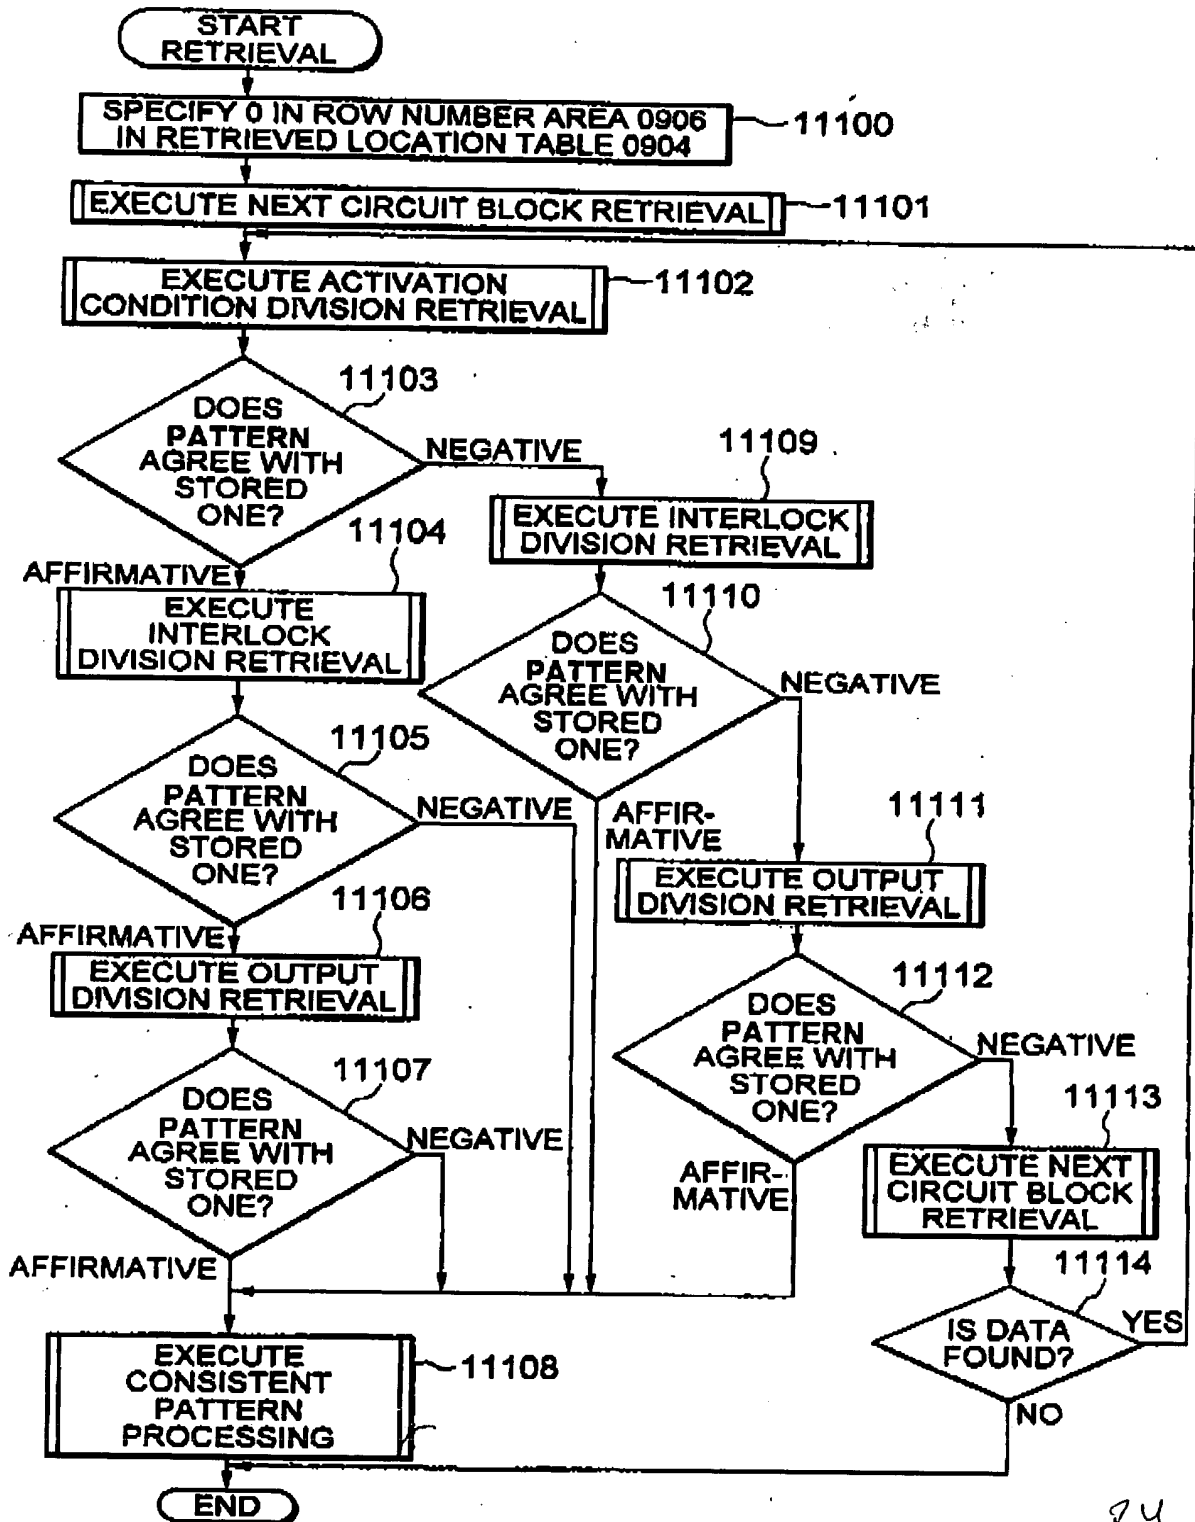 START
RETRIEVAL
SPECIFY 0 IN ROW NUMBER AREA 0906
IN RETRIEVED LOCATION TABLE 0904
11100
EXECUTE NEXT CIRCUIT BLOCK RETRIEVAL
11101
EXECUTE ACTIVATION
CONDITION DIVISION RETRIEVAL
11102
11103
DOES
PATTERN
AGREE WITH
STORED
ONE?
NEGATIVE
11109
EXECUTE INTERLOCK
DIVISION RETRIEVAL
11104
AFFIRMATIVE
EXECUTE
INTERLOCK
DIVISION RETRIEVAL
11110
DOES
PATTERN
AGREE WITH
STORED
ONE?
NEGATIVE
11105
DOES
PATTERN
AGREE WITH
STORED
ONE?
NEGATIVE
AFFIR-
MATIVE
11111
EXECUTE OUTPUT
DIVISION RETRIEVAL
11106
AFFIRMATIVE
EXECUTE OUTPUT
DIVISION RETRIEVAL
11112
DOES
PATTERN
AGREE WITH
STORED
ONE?
NEGATIVE
11107
DOES
PATTERN
AGREE WITH
STORED
ONE?
NEGATIVE
11113
EXECUTE NEXT
CIRCUIT BLOCK
RETRIEVAL
AFFIR-
MATIVE
AFFIRMATIVE
11114
IS DATA
FOUND?
YES
NO
EXECUTE
CONSISTENT
PATTERN
PROCESSING
11108
END